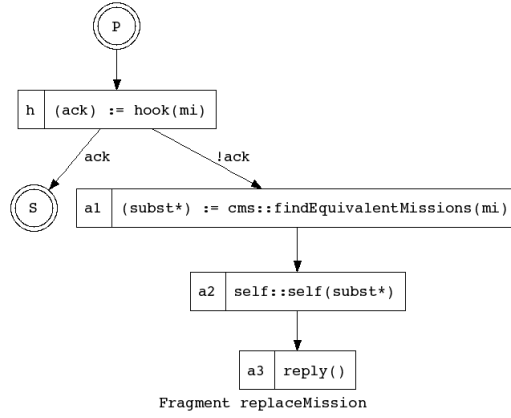 P
h (ack) := hook(mi)
ack !ack
S
a1 (subst*) := cms::findEquivalentMissions(mi)
a2 self::self(subst*)
a3 reply()
Fragment replaceMission